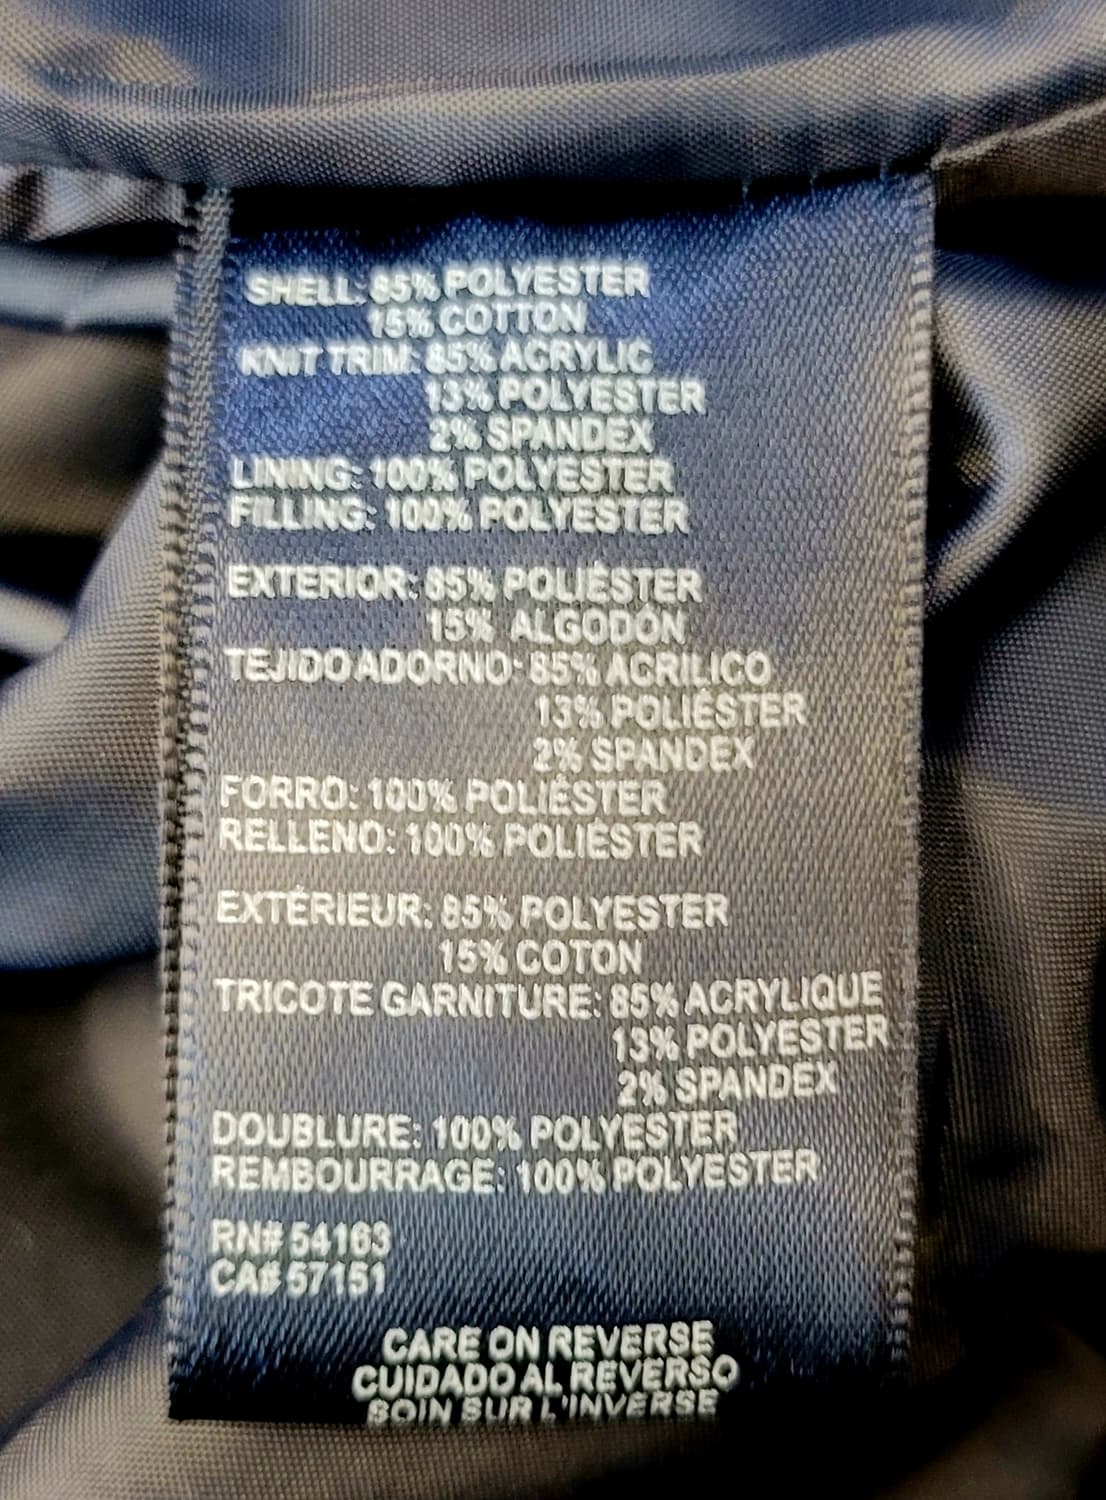 SHELL: 85% POLYESTER
15% COTTON
KNIT TRIM: 85% ACRYLIC
13% POLYESTER
2% SPANDEX
LINING: 100% POLYESTER
FILLING: 100% POLYESTER
EXTERIOR: 85% POLIÉSTER
15% ALGODÓN
TEJIDO ADORNO: 85% ACRILICO
13% POLIÉSTER
2% SPANDEX
FORRO: 100% POLIÉSTER
RELLENO: 100% POLIÉSTER
EXTÉRIEUR: 85% POLYESTER
15% COTON
TRICOTE GARNITURE: 85% ACRYLIQUE
13% POLYESTER
2% SPANDEX
DOUBLURE: 100% POLYESTER
REMBOURRAGE: 100% POLYESTER
RN# 54163
CA# 57151
CARE ON REVERSE
CUIDADO AL REVERSO
SOIN SUR L'INVERSE